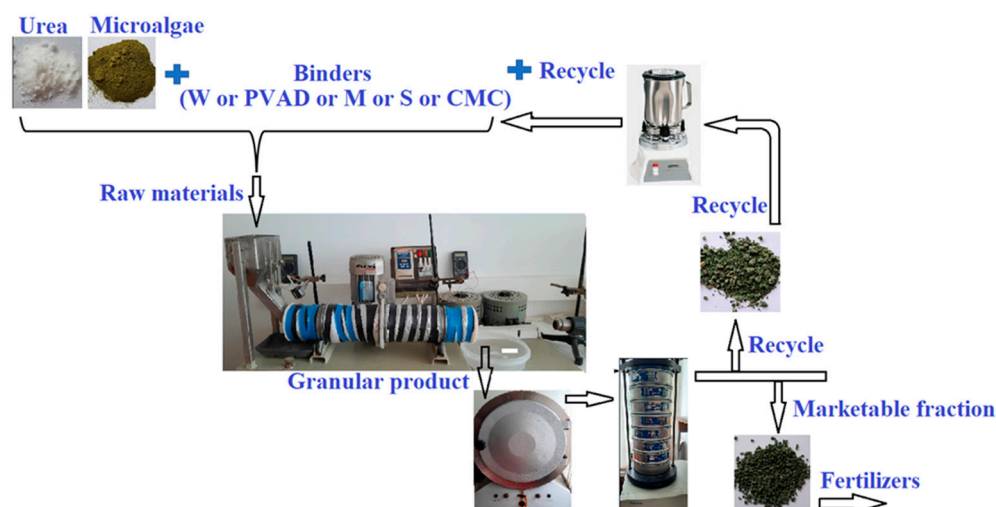 Urea Microalgae
Binders
(W or PVAD or M or S or CMC)
Recycle
Raw materials
Recycle
Granular product
Recycle
Marketable fraction
Fertilizers